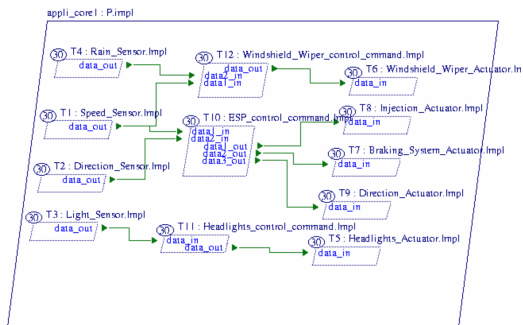 appli_core1 : P.impl
30 T4 : Rain_Sensor.Impl
data_out
30 T12 : Windshield_Wiper_control_cmmand.Impl
data_out
data2_in
data1_in
30 T6 : Windshield_Wiper_Actuator.Im
data_in
30 T1 : Speed_Sensor.Impl
data_out
30 T10 : ESP_control_command.Impl
data1_in
data2_in
data1_out
data2_out
data3_out
30 T8 : Injection_Actuator.Impl
data_in
30 T2 : Direction_Sensor.Impl
data_out
30 T7 : Braking_System_Actuator.Impl
data_in
30 T9 : Direction_Actuator.Impl
data_in
30 T3 : Light_Sensor.Impl
data_out
30 T11 : Headlights_control_command.Impl
data_in
data_out
30 T5 : Headlights_Actuator.Impl
data_in